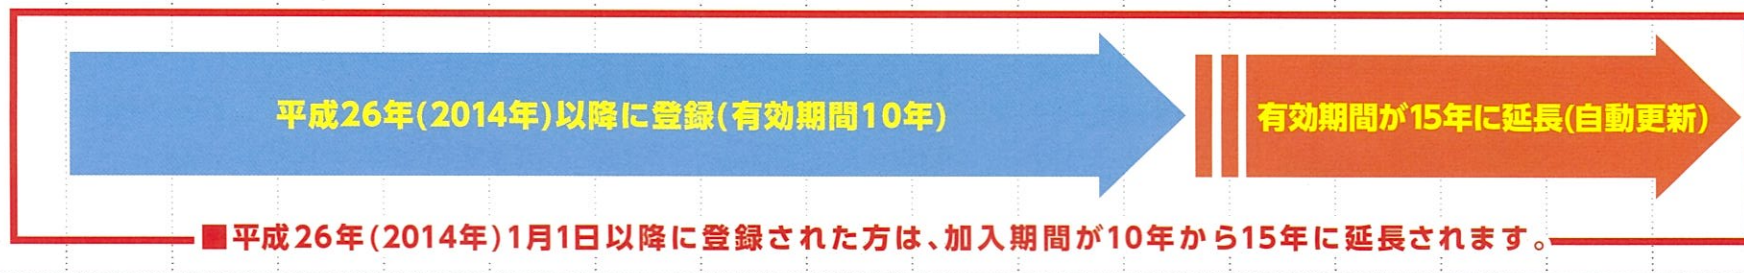 平成26年(2014年)以降に登録(有効期間10年)
有効期間が15年に延長(自動更新)
■平成26年(2014年)1月1日以降に登録された方は、加入期間が10年から15年に延長されます。